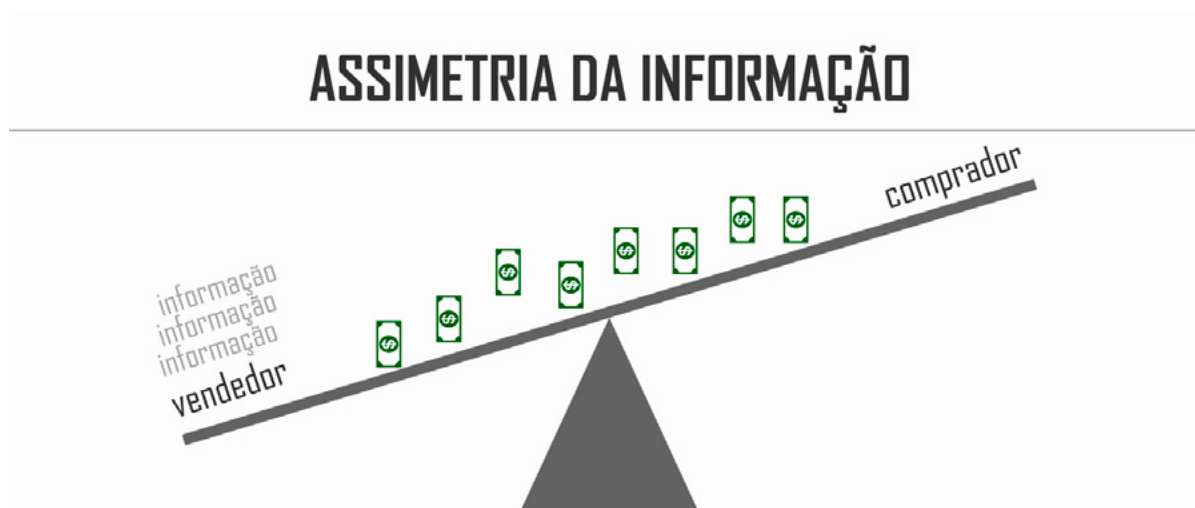 ASSIMETRIA DA INFORMAÇÃO
comprador
informação
informação
informação
vendedor
$
$
$
$
$
$
$
$